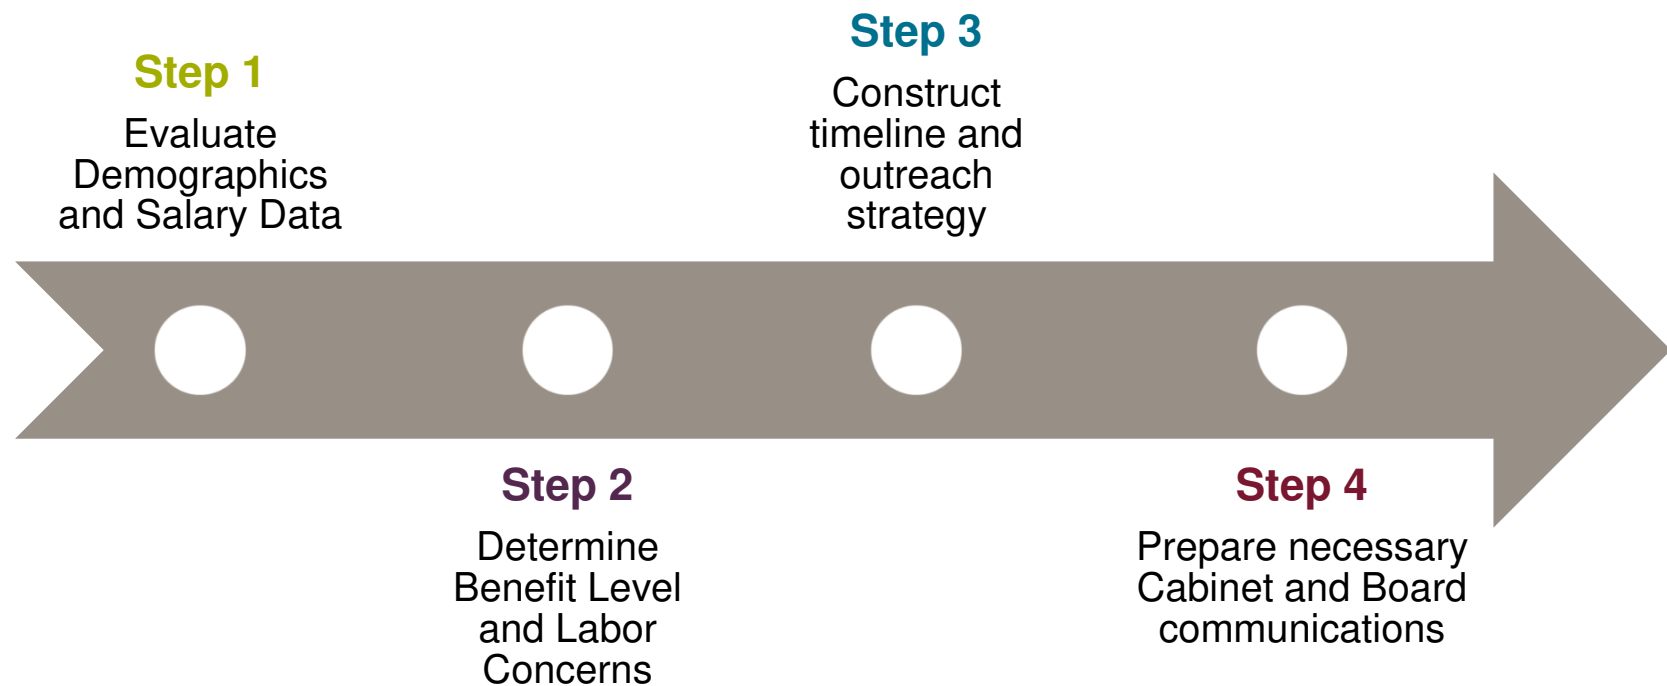 Step 1
Evaluate
Demographics
and Salary Data
Step 2
Determine
Benefit Level
and Labor
Concerns
Step 3
Construct
timeline and
outreach
strategy
Step 4
Prepare necessary
Cabinet and Board
communications